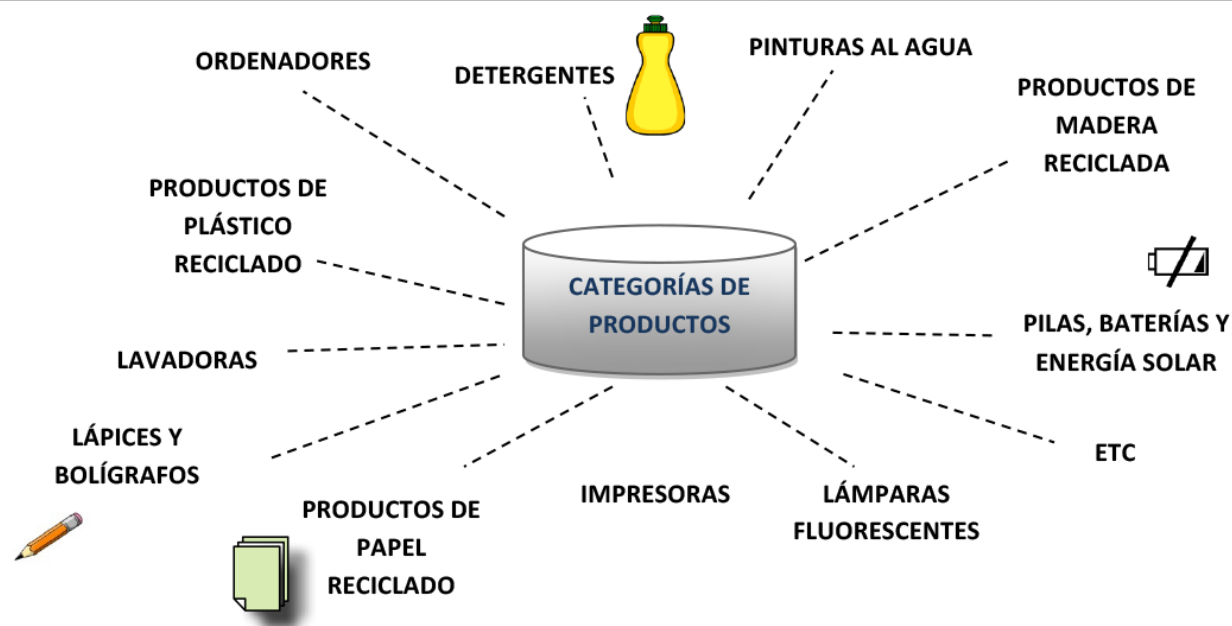 ORDENADORES
DETERGENTES
PINTURAS AL AGUA
PRODUCTOS DE
MADERA
RECICLADA
PRODUCTOS DE
PLÁSTICO
RECICLADO
CATEGORÍAS DE
PRODUCTOS
PILAS, BATERÍAS Y
ENERGÍA SOLAR
LAVADORAS
LÁPICES Y
BOLÍGRAFOS
ETC
PRODUCTOS DE
PAPEL
RECICLADO
IMPRESORAS
LÁMPARAS
FLUORESCENTES